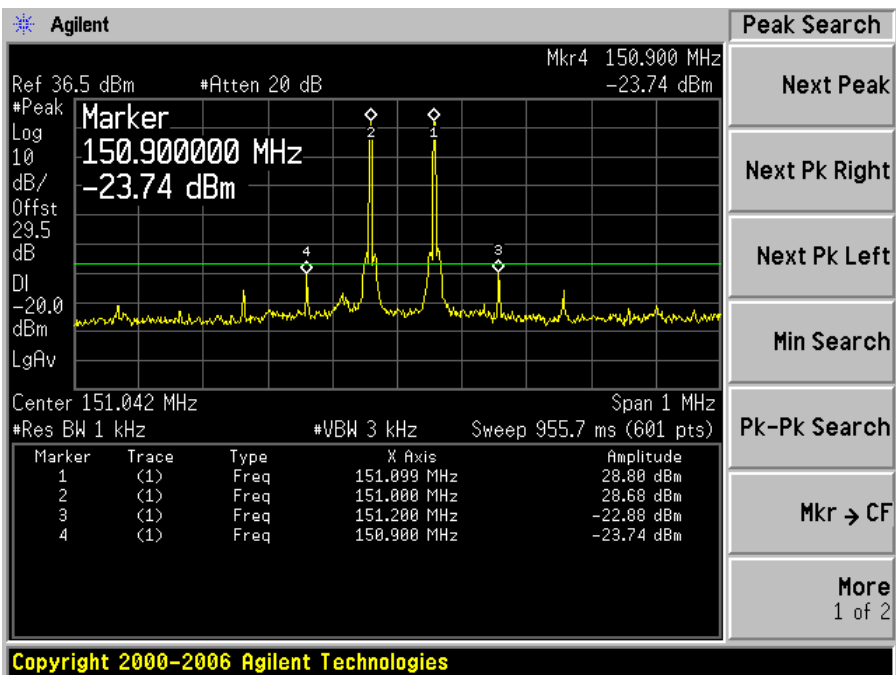 Agilent
Peak Search
Mkr4 150.900 MHz
Ref 36.5 dBm #Atten 20 dB -23.74 dBm
#Peak
Log
10
dB/
Offst
29.5
dB
DI
-20.0
dBm
LgAv
Marker
150.900000 MHz
-23.74 dBm
2 1
4 3
Center 151.042 MHz Span 1 MHz
#Res BW 1 kHz #VBW 3 kHz Sweep 955.7 ms (601 pts)
Marker Trace Type X Axis Amplitude
1 (1) Freq 151.099 MHz 28.80 dBm
2 (1) Freq 151.000 MHz 28.68 dBm
3 (1) Freq 151.200 MHz -22.88 dBm
4 (1) Freq 150.900 MHz -23.74 dBm
Next Peak
Next Pk Right
Next Pk Left
Min Search
Pk-Pk Search
Mkr → CF
More
1 of 2
Copyright 2000-2006 Agilent Technologies